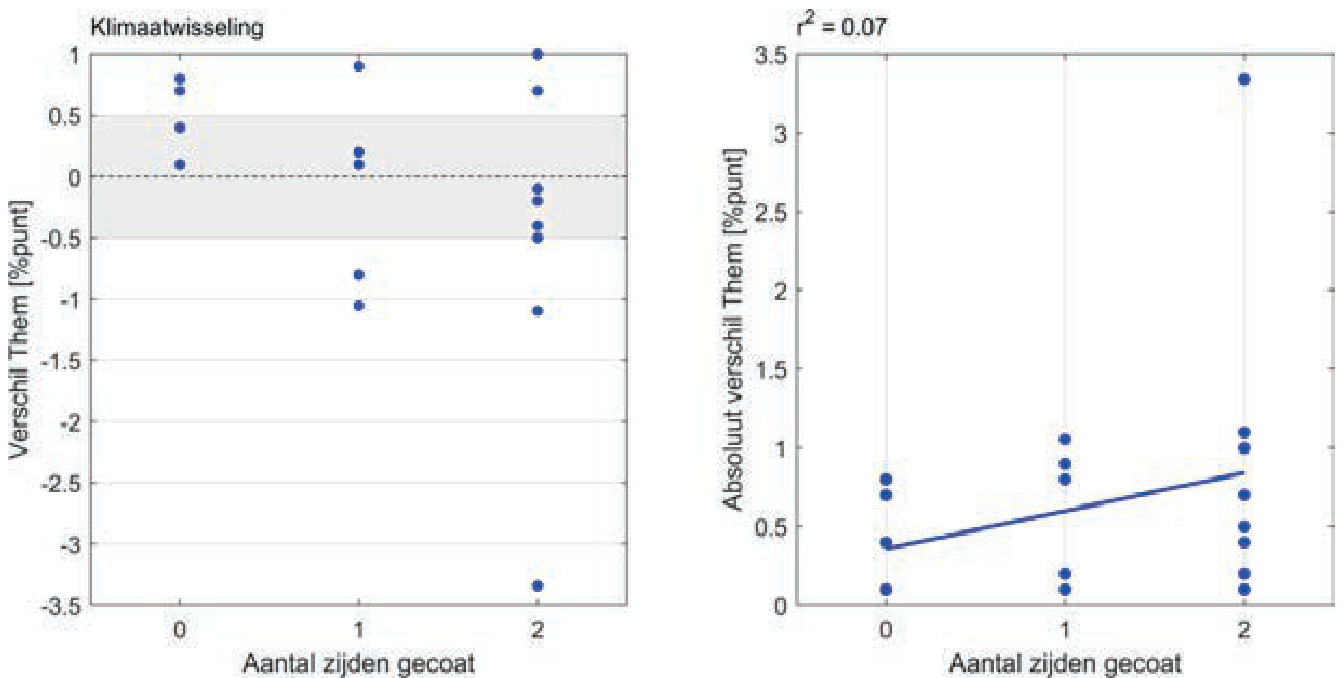 Klimaatwisseling
1
0.5
0
-0.5
-1
-1.5
-2
-2.5
-3
-3.5
Verschil Them [%punt]
0 1 2
Aantal zijden gecoat
r² = 0.07
3.5
3
2.5
2
1.5
1
0.5
0
Absoluut verschil Them [%punt]
0 1 2
Aantal zijden gecoat